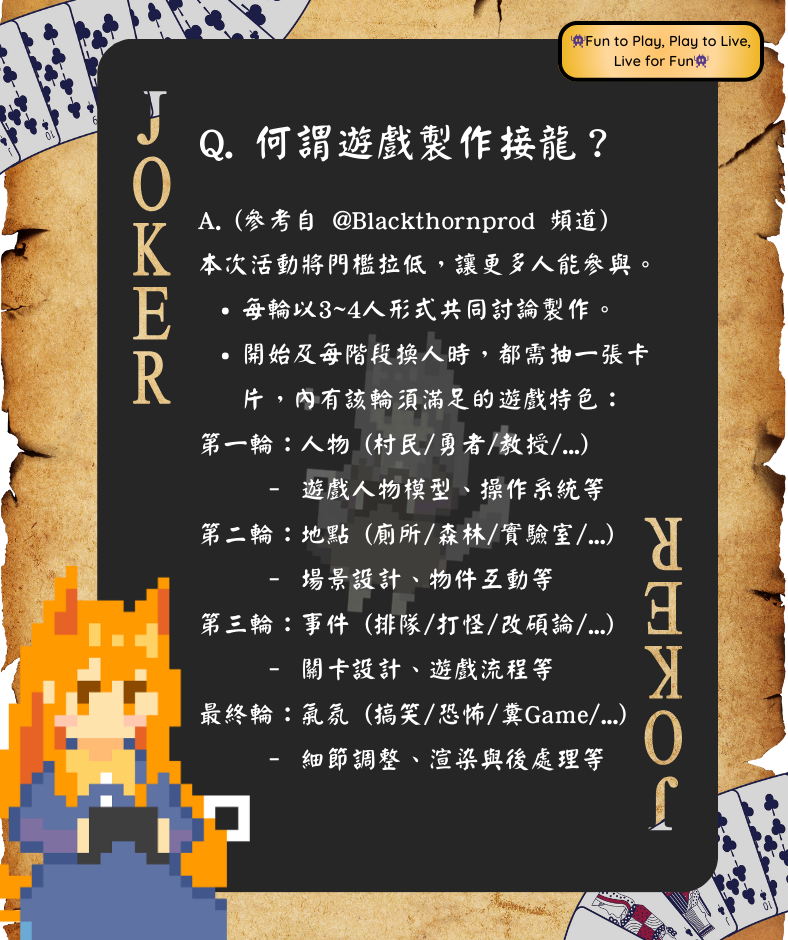 Fun to Play, Play to Live,
Live for Fun
JOKER
Q. 何謂遊戲製作接龍？
A. (參考自 @Blackthornprod 頻道)
本次活動將門檻拉低，讓更多人能參與。
• 每輪以3~4人形式共同討論製作。
• 開始及每階段換人時，都需抽一張卡
片，內有該輪須滿足的遊戲特色：
第一輪：人物 (村民/勇者/教授/...)
- 遊戲人物模型、操作系統等
第二輪：地點 (廁所/森林/實驗室/...)
- 場景設計、物件互動等
第三輪：事件 (排隊/打怪/改碩論/...)
- 關卡設計、遊戲流程等
最終輪：氣氛 (搞笑/恐怖/糞Game/...)
- 細節調整、渲染與後處理等
JOKER